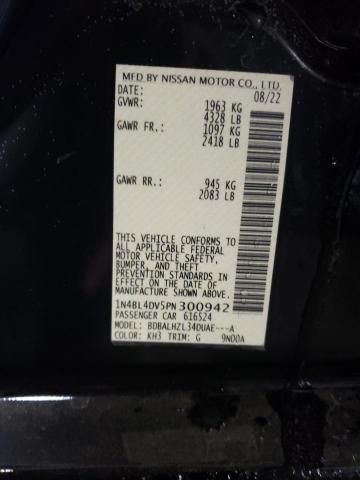 MFD BY NISSAN MOTOR CO., LTD.
DATE: 08/22
GVWR: 1963 KG
4328 LB
GAWR FR.: 1097 KG
2418 LB
GAWR RR.: 945 KG
2083 LB
THIS VEHICLE CONFORMS TO
ALL APPLICABLE FEDERAL
MOTOR VEHICLE SAFETY,
BUMPER, AND THEFT
PREVENTION STANDARDS IN
EFFECT ON THE DATE OF
MANUFACTURE SHOWN ABOVE.
1N4BL4DV5PN300942
PASSENGER CAR 616524
MODEL: BDBALHZL34DUAE---A
COLOR: KH3 TRIM: G 9N00A